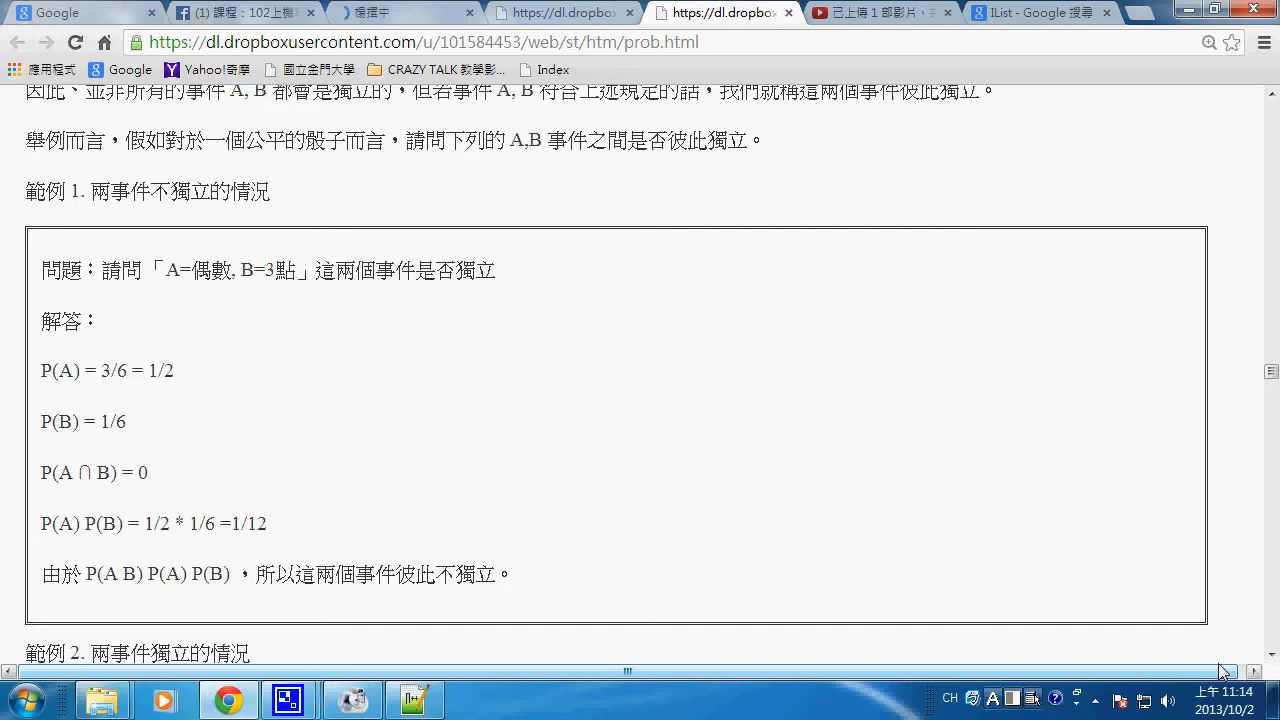 Google
(1) 課程：102上機
楊擇中
https://dl.dropbo
https://dl.dropbo
已上傳 1 部影片，
IList - Google 搜尋
https://dl.dropboxusercontent.com/u/101584453/web/st/htm/prob.html
應用程式
Google
Yahoo!奇摩
國立金門大學
CRAZY TALK 教學影...
Index
因此、並非所有的事件 A, B 都會是獨立的，但若事件 A, B 符合上述規定的話，我們就稱這兩個事件彼此獨立。
舉例而言，假如對於一個公平的骰子而言，請問下列的 A,B 事件之間是否彼此獨立。
範例 1. 兩事件不獨立的情況
問題：請問「A=偶數, B=3點」這兩個事件是否獨立
解答：
P(A) = 3/6 = 1/2
P(B) = 1/6
P(A ∩ B) = 0
P(A) P(B) = 1/2 * 1/6 =1/12
由於 P(A B) P(A) P(B) ，所以這兩個事件彼此不獨立。
範例 2. 兩事件獨立的情況
CH
上午 11:14
2013/10/2